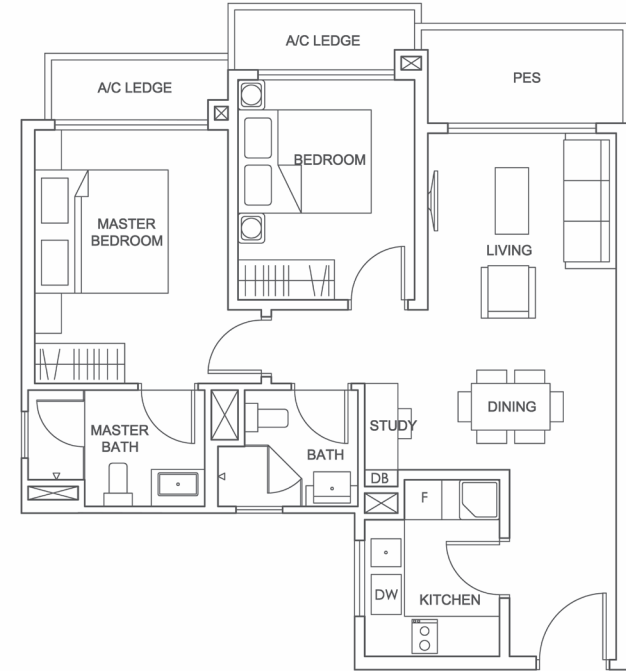 A/C LEDGE
A/C LEDGE
PES
BEDROOM
MASTER
BEDROOM
LIVING
DINING
STUDY
MASTER
BATH
BATH
DB
F
DW
KITCHEN